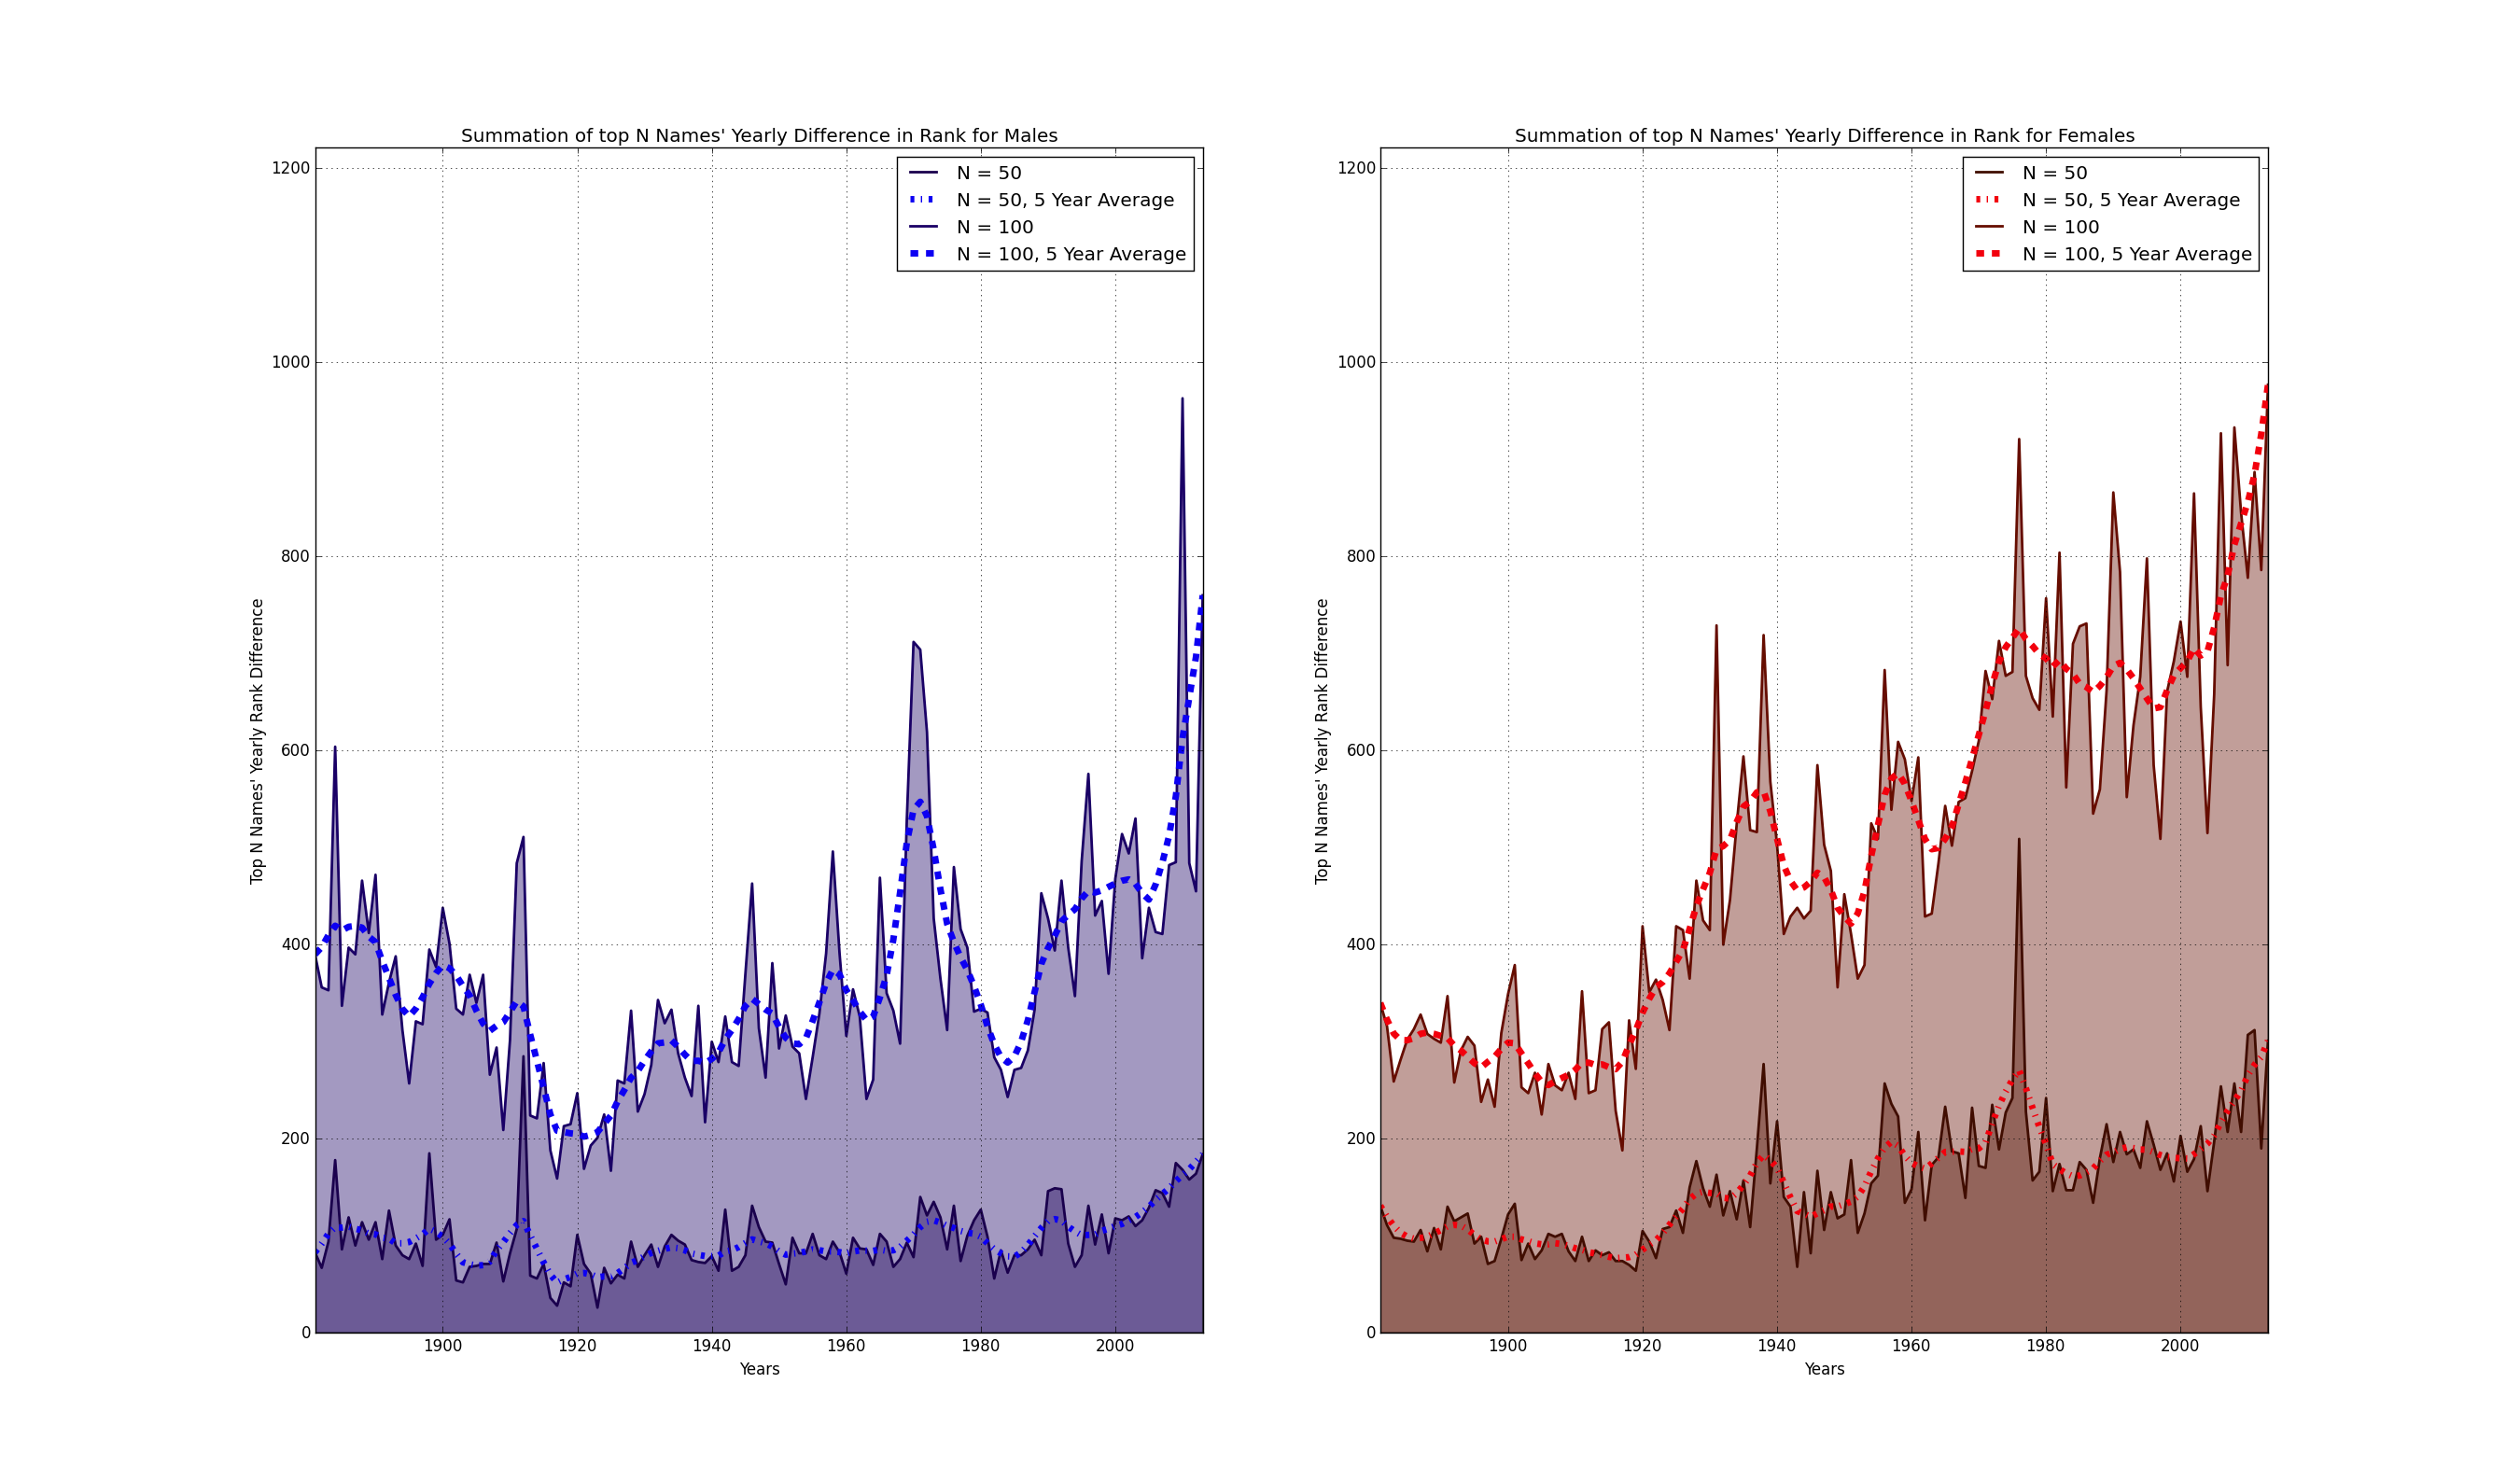 Summation of top N Names' Yearly Difference in Rank for Males
N = 50
N = 50, 5 Year Average
N = 100
N = 100, 5 Year Average
1200
1000
800
600
400
200
0
Top N Names' Yearly Rank Difference
1900
1920
1940
1960
1980
2000
Years
Summation of top N Names' Yearly Difference in Rank for Females
N = 50
N = 50, 5 Year Average
N = 100
N = 100, 5 Year Average
1200
1000
800
600
400
200
0
Top N Names' Yearly Rank Difference
1900
1920
1940
1960
1980
2000
Years